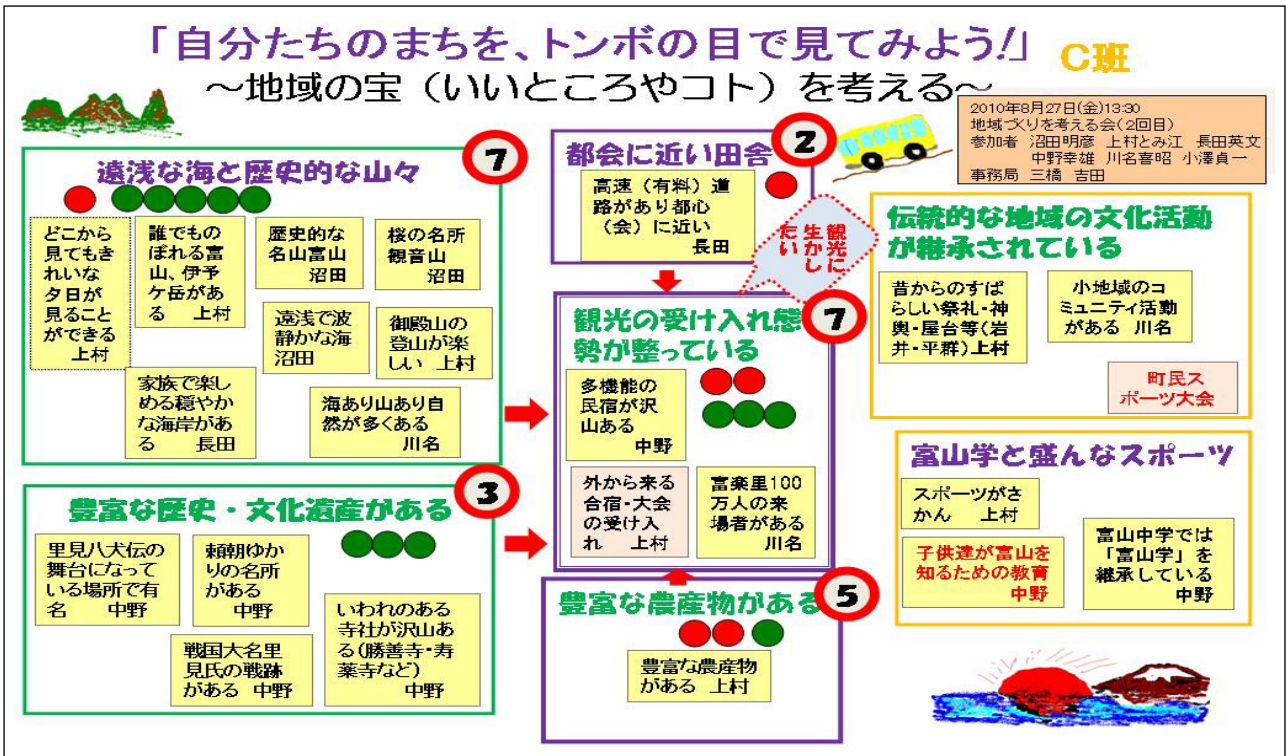 「自分たちのまちを、トンボの目で見てみよう!」
C班
～地域の宝（いいところやコト）を考える～
2010年8月27日(金)13:30
地域づくりを考える会(2回目)
参加者 沼田明彦 上村とみ江 長田英文
中野幸雄 川名喜昭 小澤貞一
事務局 三橋 吉田
遠浅な海と歴史的な山々
7
どこから
見てもき
れいな
夕日が
見ること
ができる
上村
誰でもの
ぼれる富
山、伊予
ケ岳があ
る 上村
歴史的な
名山富山
沼田
桜の名所
観音山
沼田
遠浅で波
静かな海
沼田
御殿山の
登山が楽
しい 上村
家族で楽し
める穏やか
な海岸があ
る 長田
海あり山あり自
然が多くある
川名
豊富な歴史・文化遺産がある
3
里見八犬伝の
舞台になって
いる場所で有
名 中野
頼朝ゆか
りの名所
がある
中野
戦国大名里
見氏の戦跡
がある 中野
いわれのある
寺社が沢山あ
る(勝善寺・寿
薬寺など)
中野
都会に近い田舎
2
高速（有料）道
路があり都心
（会）に近い
長田
観光に
生かし
たい
観光の受け入れ態
勢が整っている
7
多機能の
民宿が沢
山ある
中野
外から来る
合宿・大会
の受け入
れ 上村
富楽里100
万人の来
場者がある
川名
豊富な農産物がある
5
豊富な農産物
がある 上村
伝統的な地域の文化活動
が継承されている
昔からのすば
らしい祭礼・神
輿・屋台等(岩
井・平群)上村
小地域のコ
ミュニティ活動
がある 川名
町民ス
ポーツ大会
富山学と盛んなスポーツ
スポーツがさ
かん 上村
子供達が富山を
知るための教育
中野
富山中学では
「富山学」を
継承している
中野